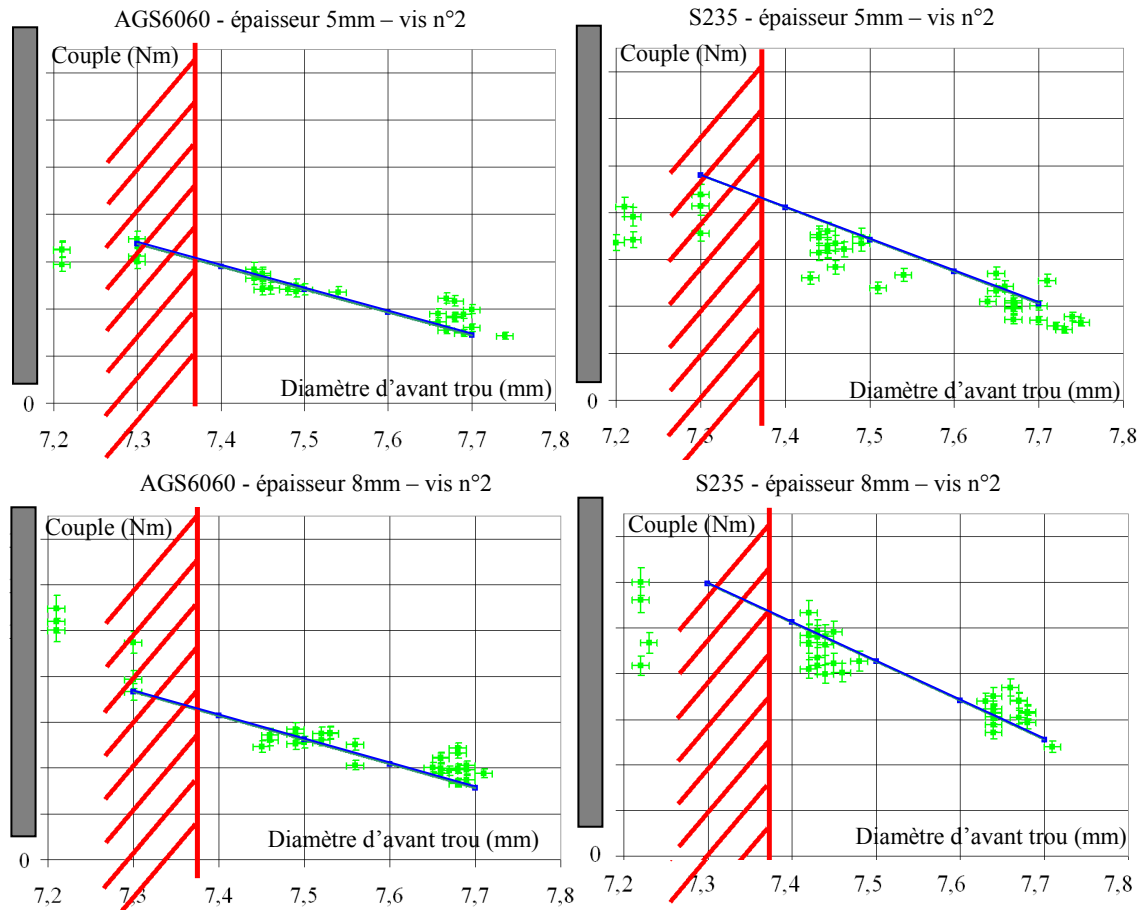 AGS6060 - épaisseur 5mm – vis n°2
Couple (Nm)
Diamètre d'avant trou (mm)
0
7,2 7,3 7,4 7,5 7,6 7,7 7,8
S235 - épaisseur 5mm – vis n°2
Couple (Nm)
Diamètre d'avant trou (mm)
0
7,2 7,3 7,4 7,5 7,6 7,7 7,8
AGS6060 - épaisseur 8mm – vis n°2
Couple (Nm)
Diamètre d'avant trou (mm)
0
7,2 7,3 7,4 7,5 7,6 7,7 7,8
S235 - épaisseur 8mm – vis n°2
Couple (Nm)
Diamètre d'avant trou (mm)
0
7,2 7,3 7,4 7,5 7,6 7,7 7,8